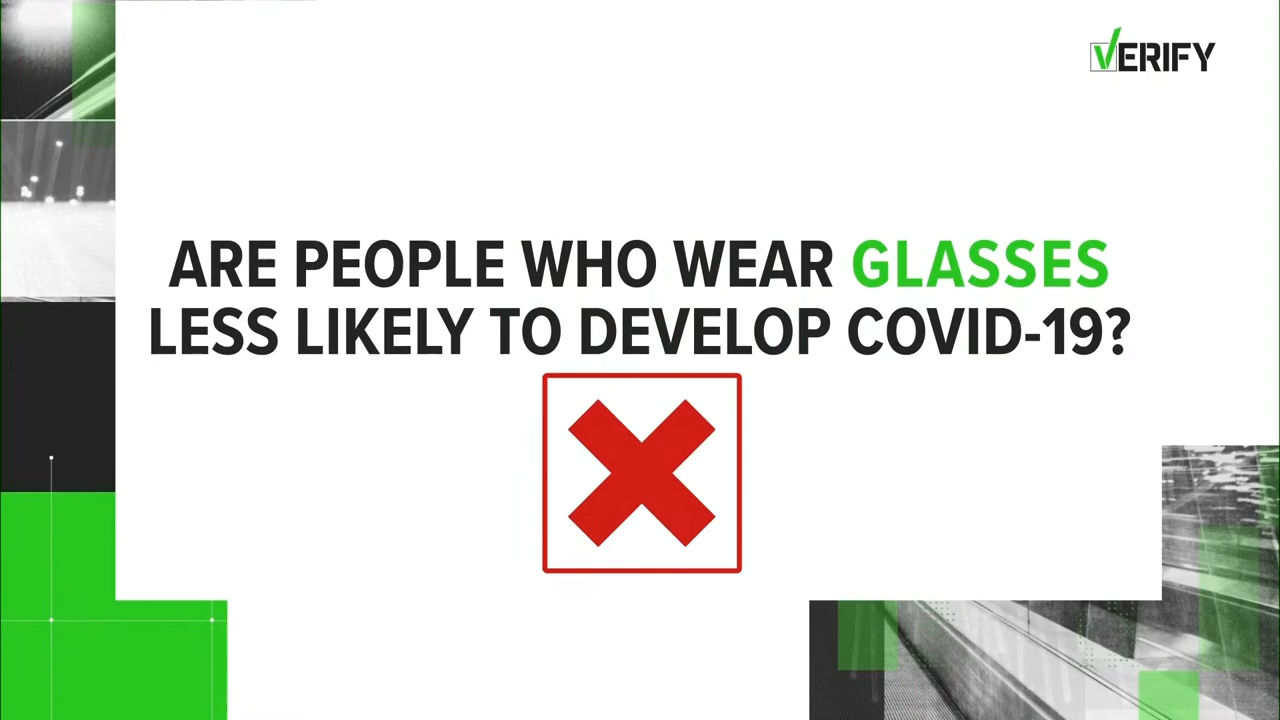 VERIFY
ARE PEOPLE WHO WEAR GLASSES
LESS LIKELY TO DEVELOP COVID-19?